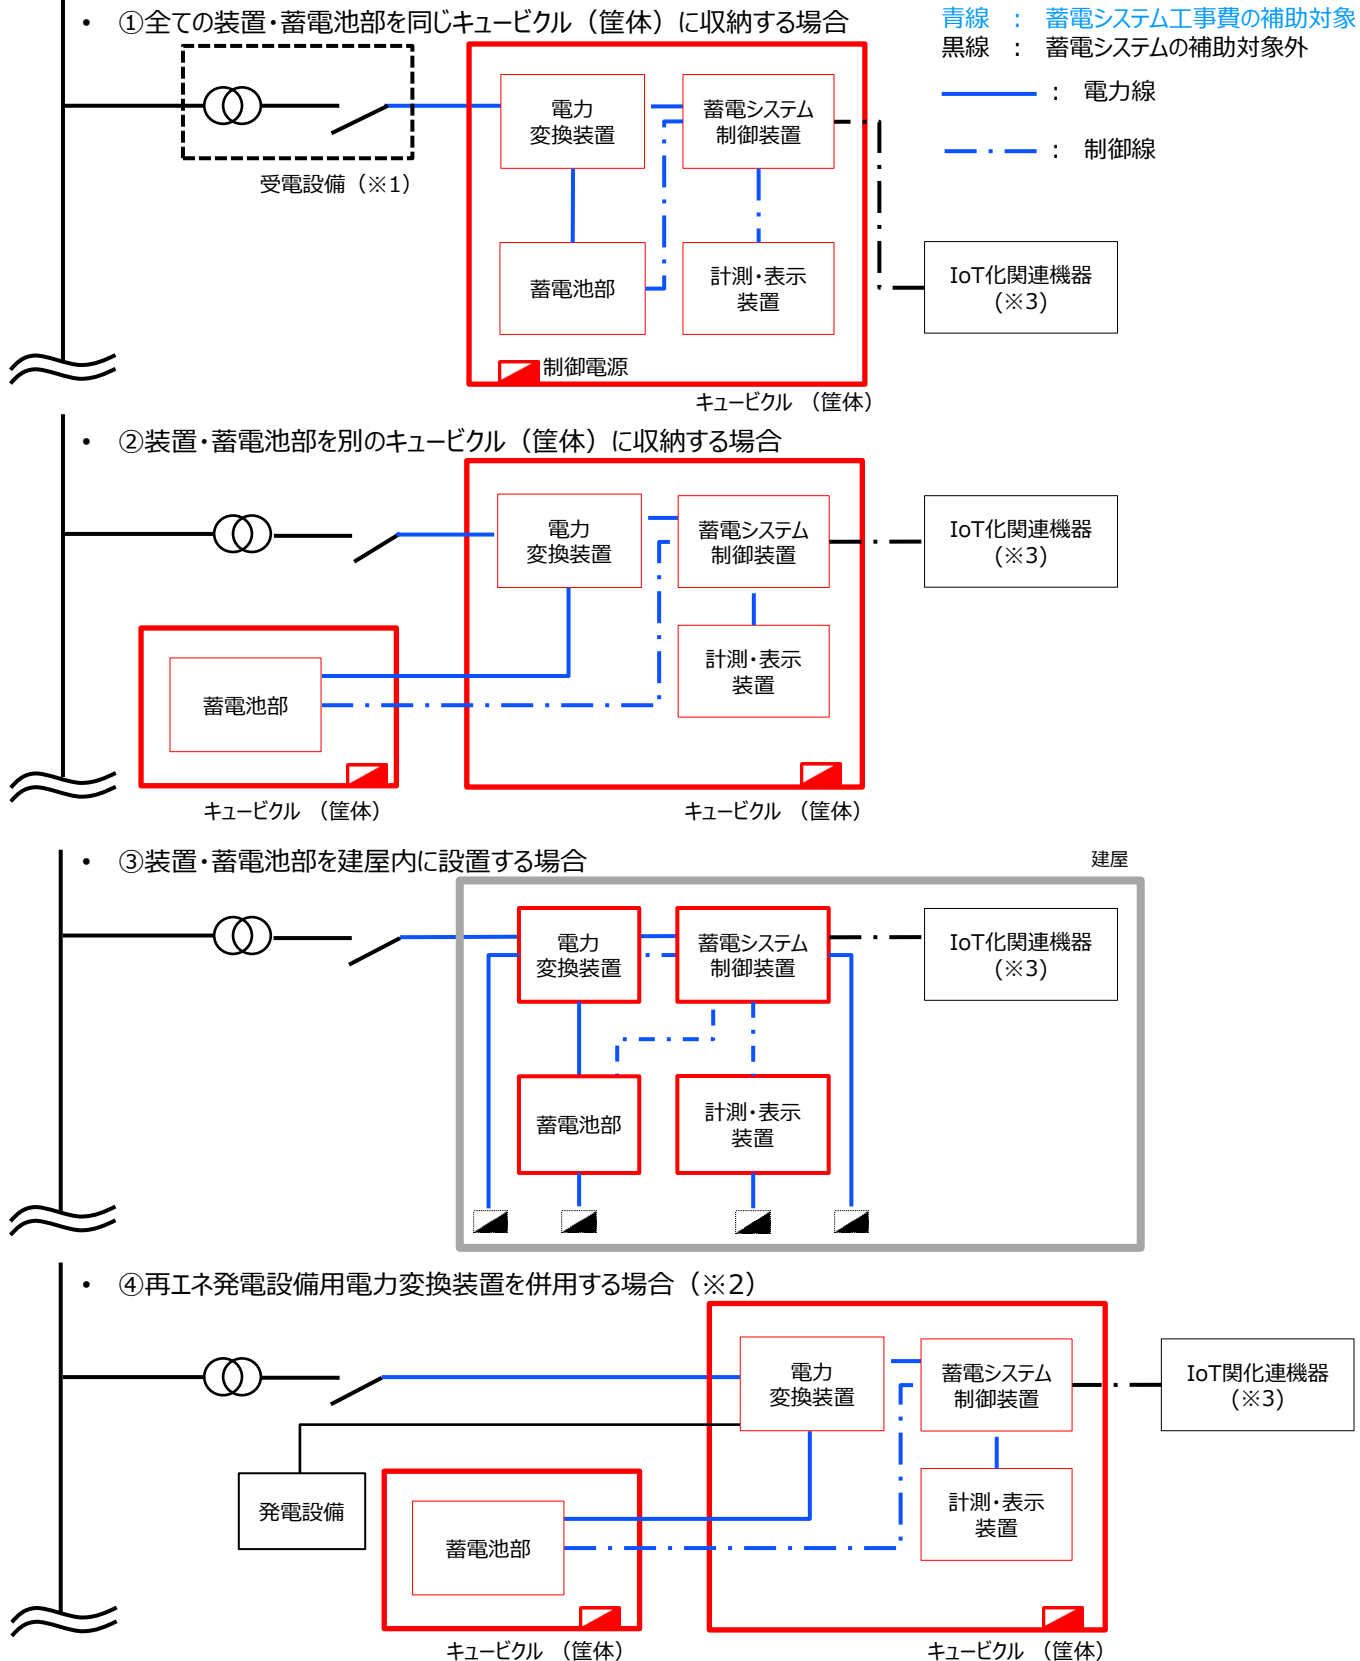 • ①全ての装置・蓄電池部を同じキュービクル（筐体）に収納する場合
青線 ： 蓄電システム工事費の補助対象
黒線 ： 蓄電システムの補助対象外
： 電力線
： 制御線
電力
変換装置
蓄電システム
制御装置
受電設備（※1）
蓄電池部
計測・表示
装置
IoT化関連機器
（※3）
制御電源
キュービクル （筐体）
• ②装置・蓄電池部を別のキュービクル（筐体）に収納する場合
電力
変換装置
蓄電システム
制御装置
IoT化関連機器
（※3）
計測・表示
装置
蓄電池部
キュービクル （筐体）
キュービクル （筐体）
• ③装置・蓄電池部を建屋内に設置する場合
建屋
電力
変換装置
蓄電システム
制御装置
IoT化関連機器
（※3）
蓄電池部
計測・表示
装置
• ④再エネ発電設備用電力変換装置を併用する場合（※2）
電力
変換装置
蓄電システム
制御装置
IoT関化連機器
（※3）
発電設備
蓄電池部
計測・表示
装置
キュービクル （筐体）
キュービクル （筐体）